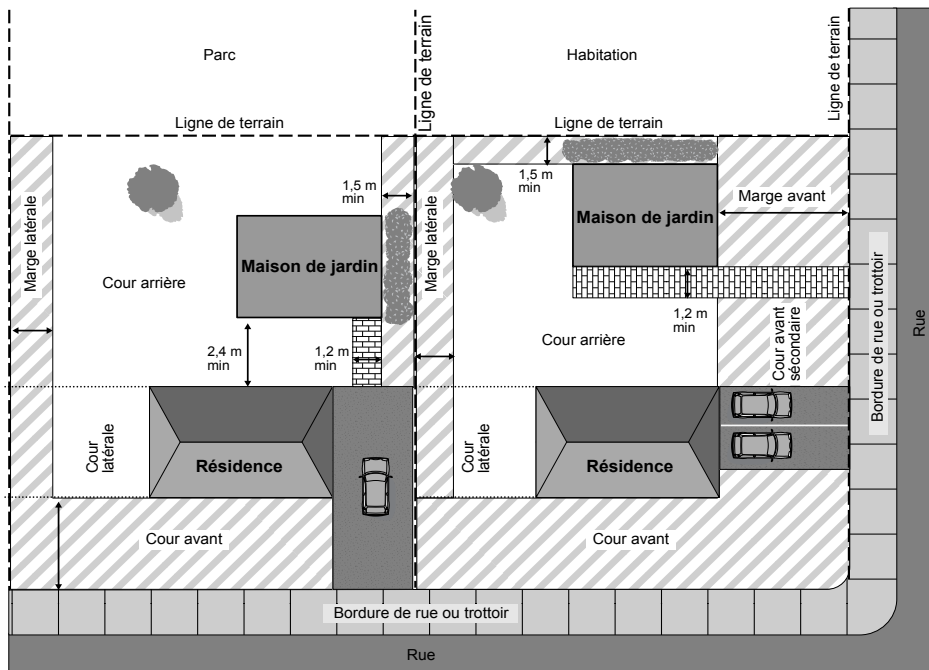 Parc
Habitation
Ligne de terrain
Ligne de terrain
Ligne de terrain
Ligne de terrain
1,5 m
min
1,5 m
min
Marge avant
Marge latérale
Maison de jardin
Marge latérale
Maison de jardin
Cour arrière
1,2 m
min
2,4 m
min
1,2 m
min
Cour arrière
Cour avant
sécondaire
Bordure de rue ou trottoir
Rue
Cour
latérale
Résidence
Cour
latérale
Résidence
Cour avant
Cour avant
Bordure de rue ou trottoir
Rue